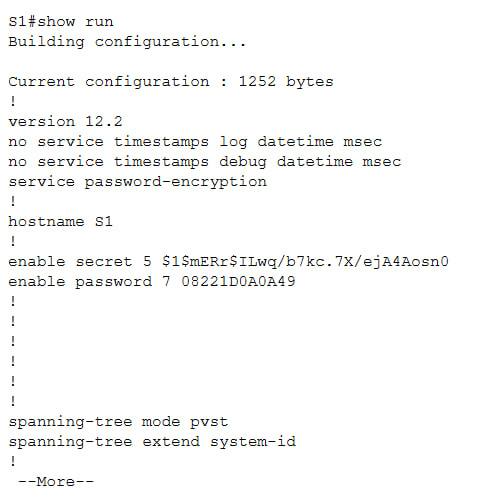 S1#show run
Building configuration...
Current configuration : 1252 bytes
!
version 12.2
no service timestamps log datetime msec
no service timestamps debug datetime msec
service password-encryption
!
hostname S1
!
enable secret 5 $1$mERr$ILwq/b7kc.7X/ejA4Aosn0
enable password 7 08221D0A0A49
!
!
!
!
!
!
spanning-tree mode pvst
spanning-tree extend system-id
!
--More--